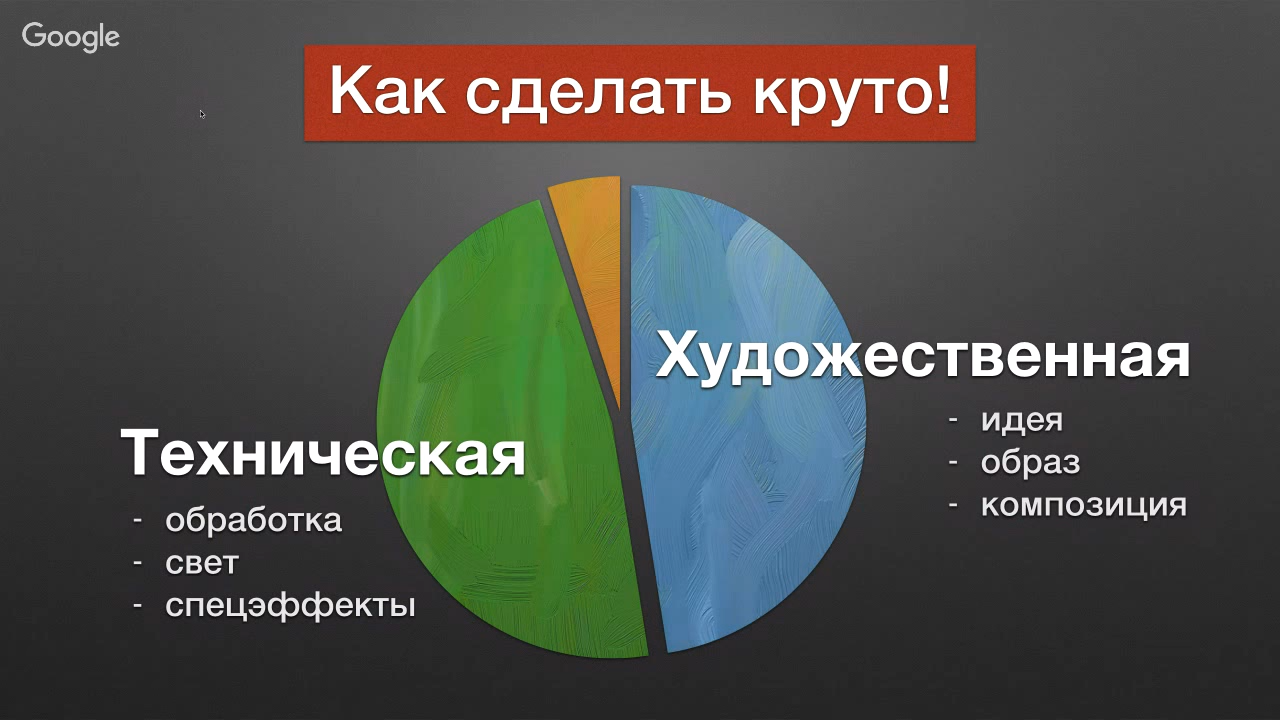 Google
Как сделать круто!
Художественная
- идея
- образ
- композиция
Техническая
- обработка
- свет
- спецэффекты